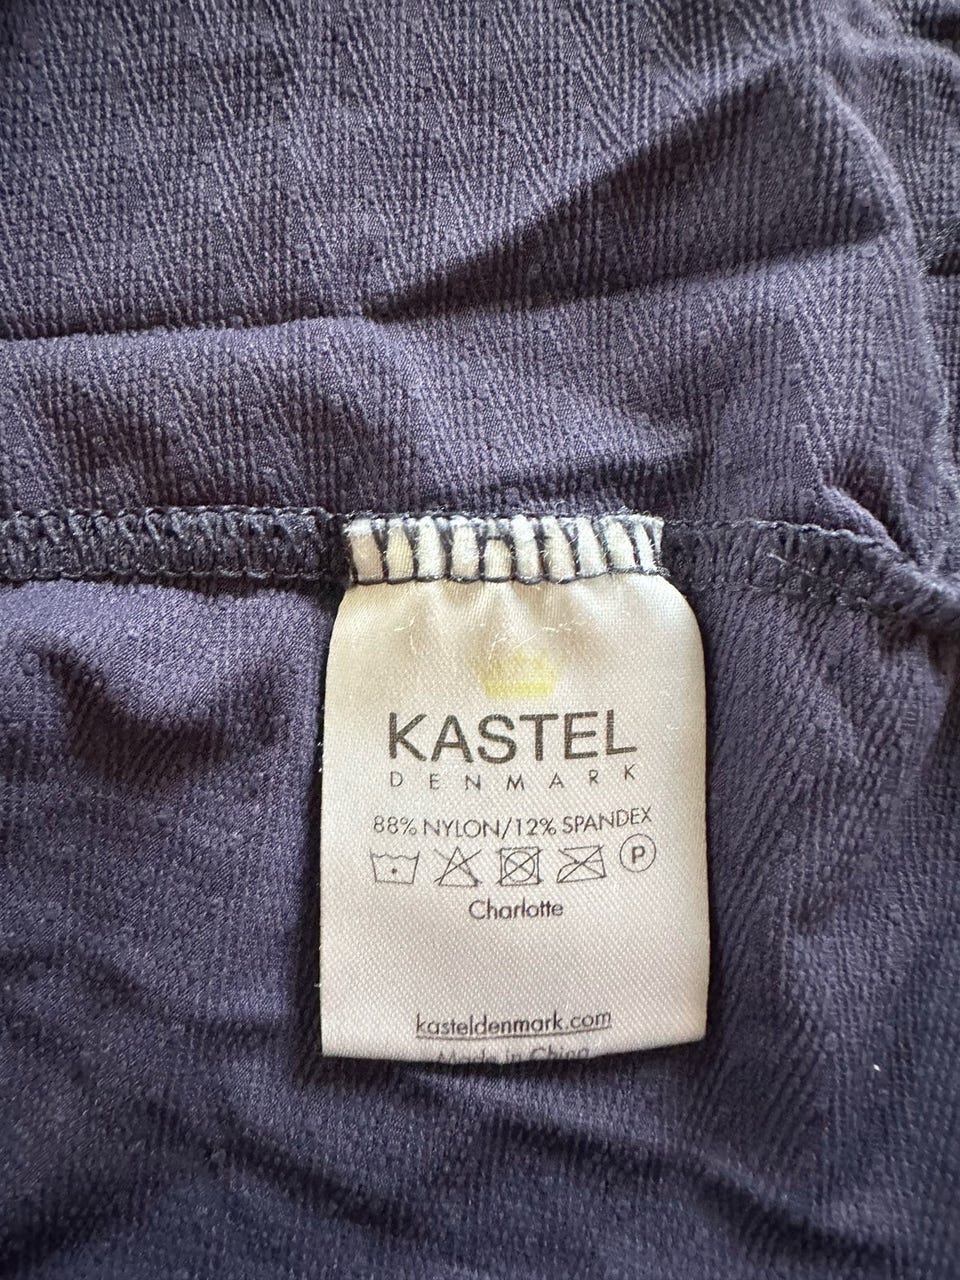 KASTEL
DENMARK
88% NYLON/12% SPANDEX
P
Charlotte
kasteldenmark.com
Made in China